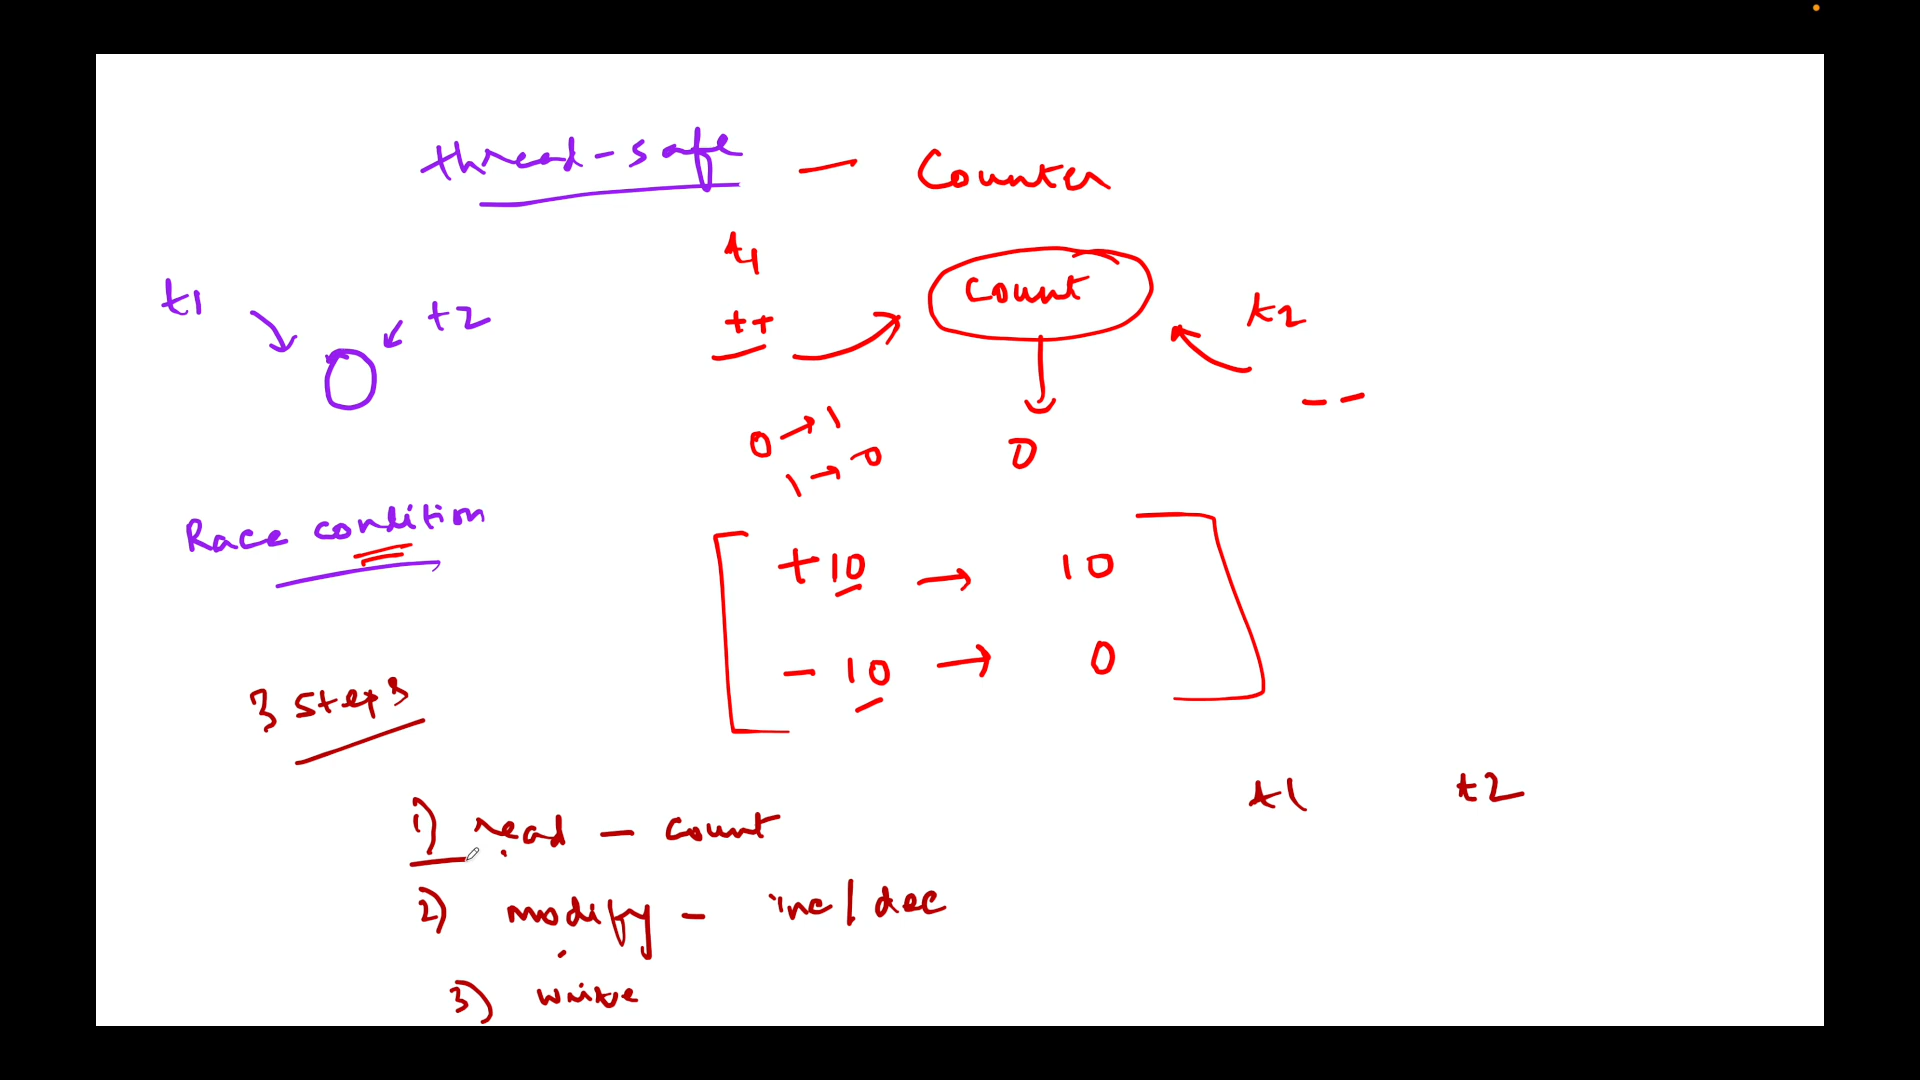 thread-safe — Counter
t1
t1
t2
count
t2
++
--
0 → 1
1 → 0
0
Race condition
+10 → 10
-10 → 0
3 steps
t1 t2
1) read — count
2) modify — inc/dec
3) write